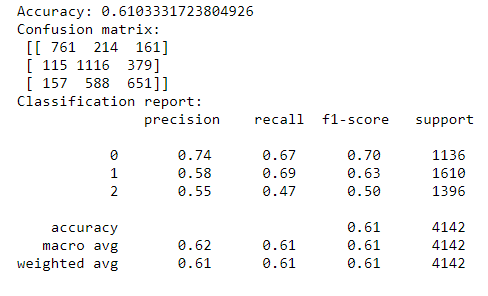 Accuracy: 0.6103331723804926
Confusion matrix:
[[ 761 214 161]
[ 115 1116 379]
[ 157 588 651]]
Classification report:
precision recall f1-score support
0 0.74 0.67 0.70 1136
1 0.58 0.69 0.63 1610
2 0.55 0.47 0.50 1396
accuracy 0.61 4142
macro avg 0.62 0.61 0.61 4142
weighted avg 0.61 0.61 0.61 4142